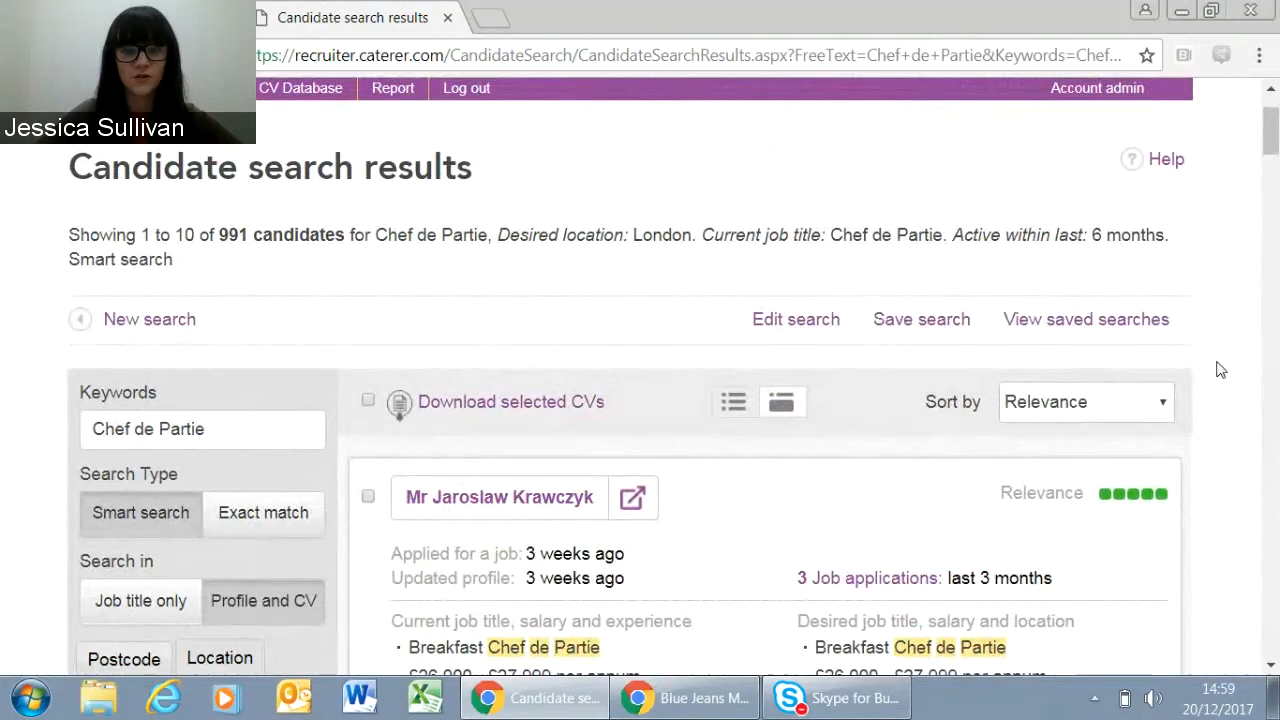 Candidate search results
ttps://recruiter.caterer.com/CandidateSearch/CandidateSearchResults.aspx?FreeText=Chef+de+Partie&Keywords=Chef...
Jessica Sullivan
CV Database Report Log out Account admin
Candidate search results
? Help
Showing 1 to 10 of 991 candidates for Chef de Partie, Desired location: London. Current job title: Chef de Partie. Active within last: 6 months.
Smart search
New search Edit search Save search View saved searches
Keywords
Chef de Partie
Search Type
Smart search Exact match
Search in
Job title only Profile and CV
Postcode Location
Download selected CVs Sort by Relevance
Mr Jaroslaw Krawczyk Relevance
Applied for a job: 3 weeks ago
Updated profile: 3 weeks ago 3 Job applications: last 3 months
Current job title, salary and experience Desired job title, salary and location
· Breakfast Chef de Partie · Breakfast Chef de Partie
Candidate se... Blue Jeans M... Skype for Bu...
14:59
20/12/2017